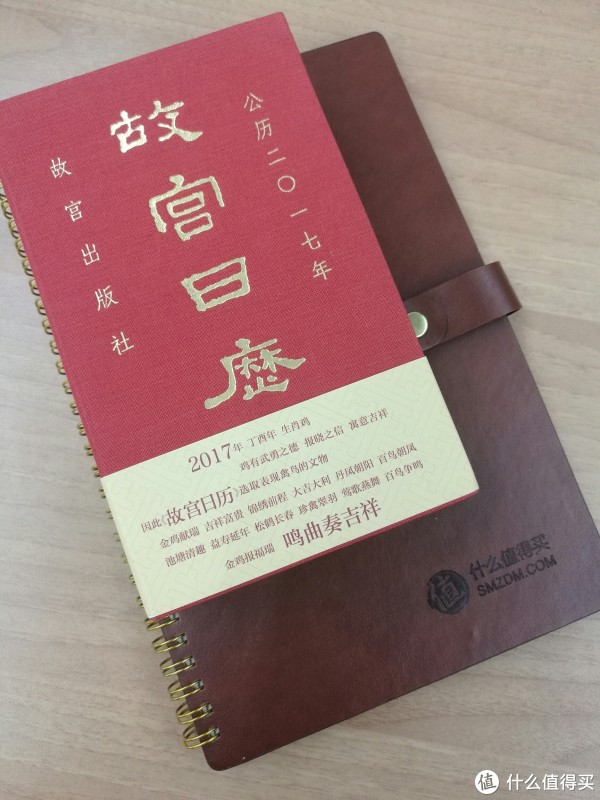 公历二〇一七年
故宫日历
故宫出版社
2017年 丁酉年 生肖鸡
鸡有武勇之德 报晓之信 寓意吉祥
因此《故宫日历》选取表现禽鸟的文物
金鸡献瑞 吉祥富贵 锦绣前程 大吉大利 丹凤朝阳 百鸟朝凤
池塘清趣 益寿延年 松鹤长春 珍禽翠羽 莺歌燕舞 百鸟争鸣
金鸡报福瑞 鸣曲奏吉祥
值 什么值得买
SMZDM.COM
值 什么值得买